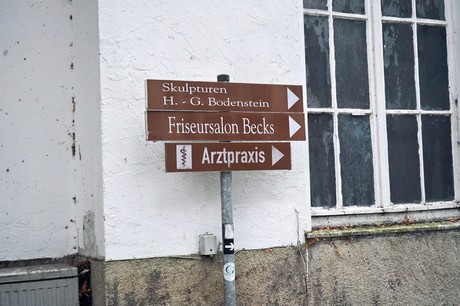 Skulpturen
H. - G. Bodenstein
Friseursalon Becks
Arztpraxis